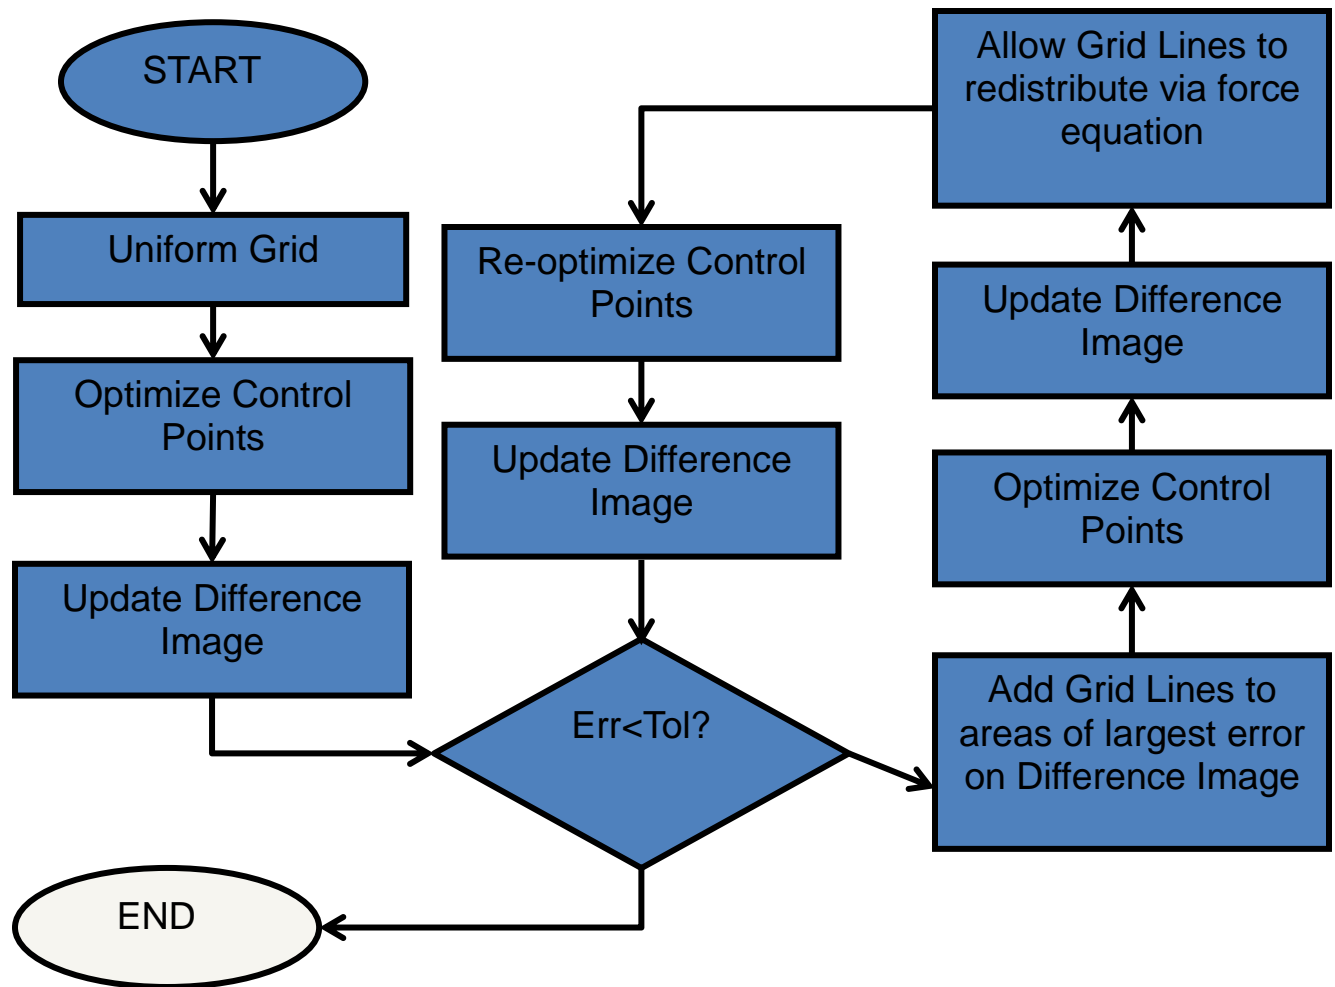 START
Uniform Grid
Optimize Control
Points
Update Difference
Image
Re-optimize Control
Points
Update Difference
Image
Err<Tol?
END
Allow Grid Lines to
redistribute via force
equation
Update Difference
Image
Optimize Control
Points
Add Grid Lines to
areas of largest error
on Difference Image